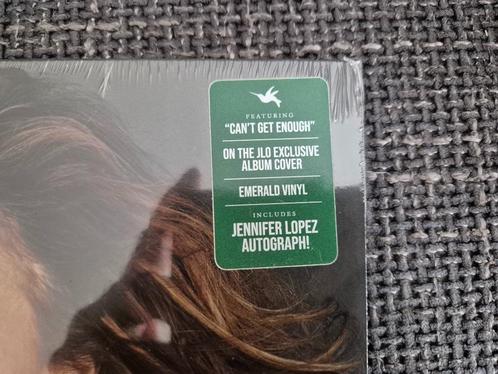 FEATURING
"CAN'T GET ENOUGH"
ON THE JLO EXCLUSIVE
ALBUM COVER
EMERALD VINYL
INCLUDES
JENNIFER LOPEZ
AUTOGRAPH!